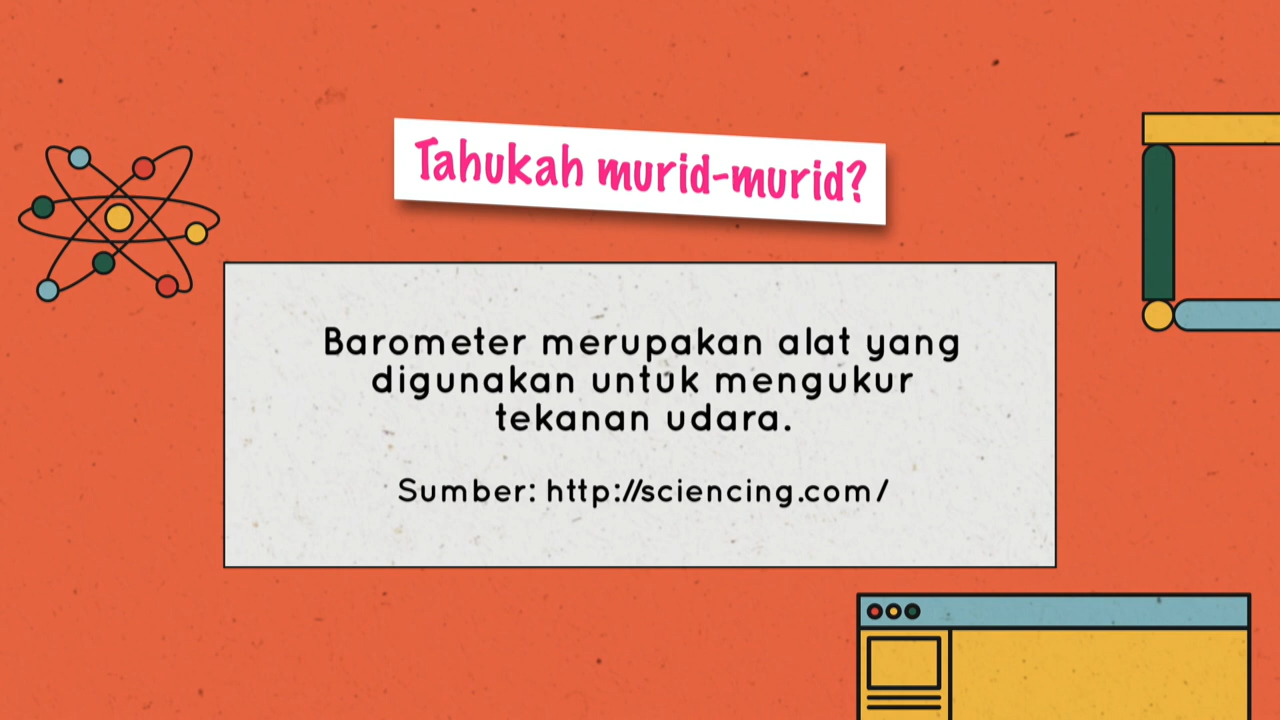 Tahukah murid-murid?
Barometer merupakan alat yang
digunakan untuk mengukur
tekanan udara.
Sumber: http://sciencing.com/